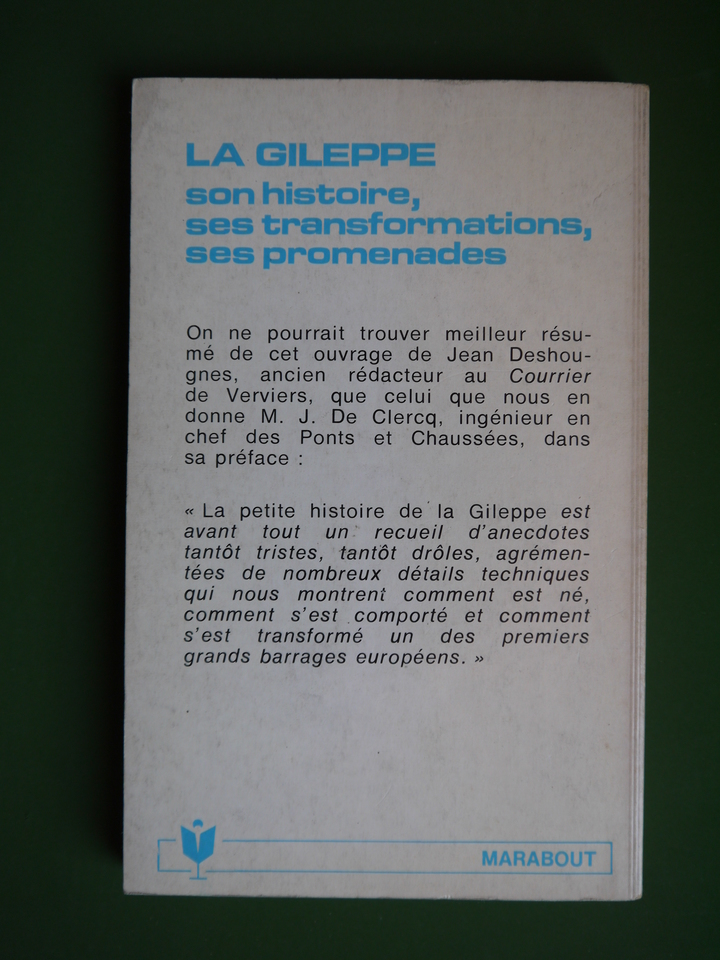 LA GILEPPE
son histoire,
ses transformations,
ses promenades
On ne pourrait trouver meilleur résu-
mé de cet ouvrage de Jean Deshou-
gnes, ancien rédacteur au Courrier
de Verviers, que celui que nous en
donne M. J. De Clercq, ingénieur en
chef des Ponts et Chaussées, dans
sa préface :
« La petite histoire de la Gileppe est
avant tout un recueil d'anecdotes
tantôt tristes, tantôt drôles, agrémen-
tées de nombreux détails techniques
qui nous montrent comment est né,
comment s'est comporté et comment
s'est transformé un des premiers
grands barrages européens. »
MARABOUT